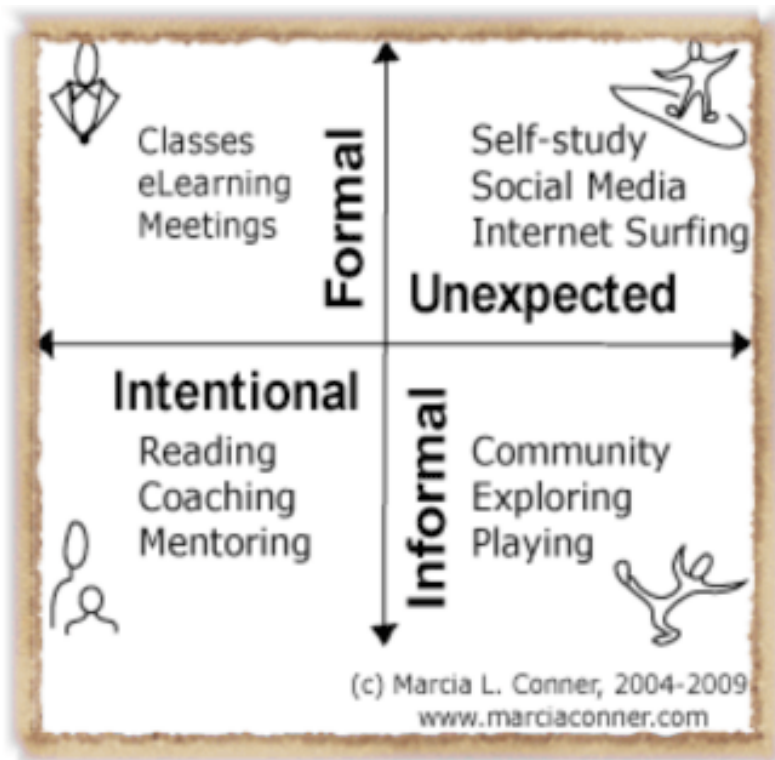 Classes
eLearning
Meetings
Formal
Self-study
Social Media
Internet Surfing
Unexpected
Intentional
Reading
Coaching
Mentoring
Informal
Community
Exploring
Playing
(c) Marcia L. Conner, 2004-2009
www.marciaconner.com